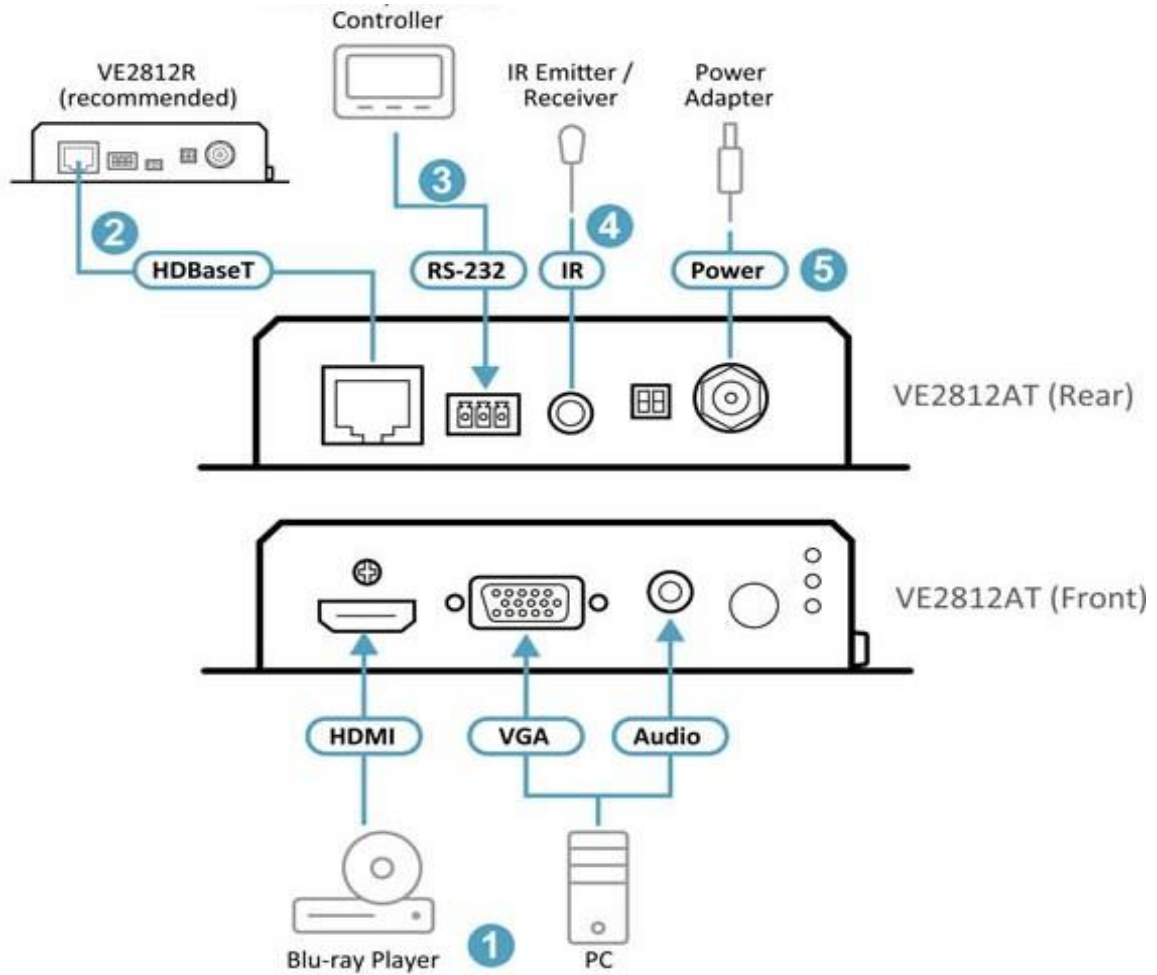 Controller
VE2812R
(recommended)
IR Emitter /
Receiver
Power
Adapter
3
4
2
HDBaseT
RS-232
IR
Power
5
VE2812AT (Rear)
VE2812AT (Front)
HDMI
VGA
Audio
Blu-ray Player
1
PC